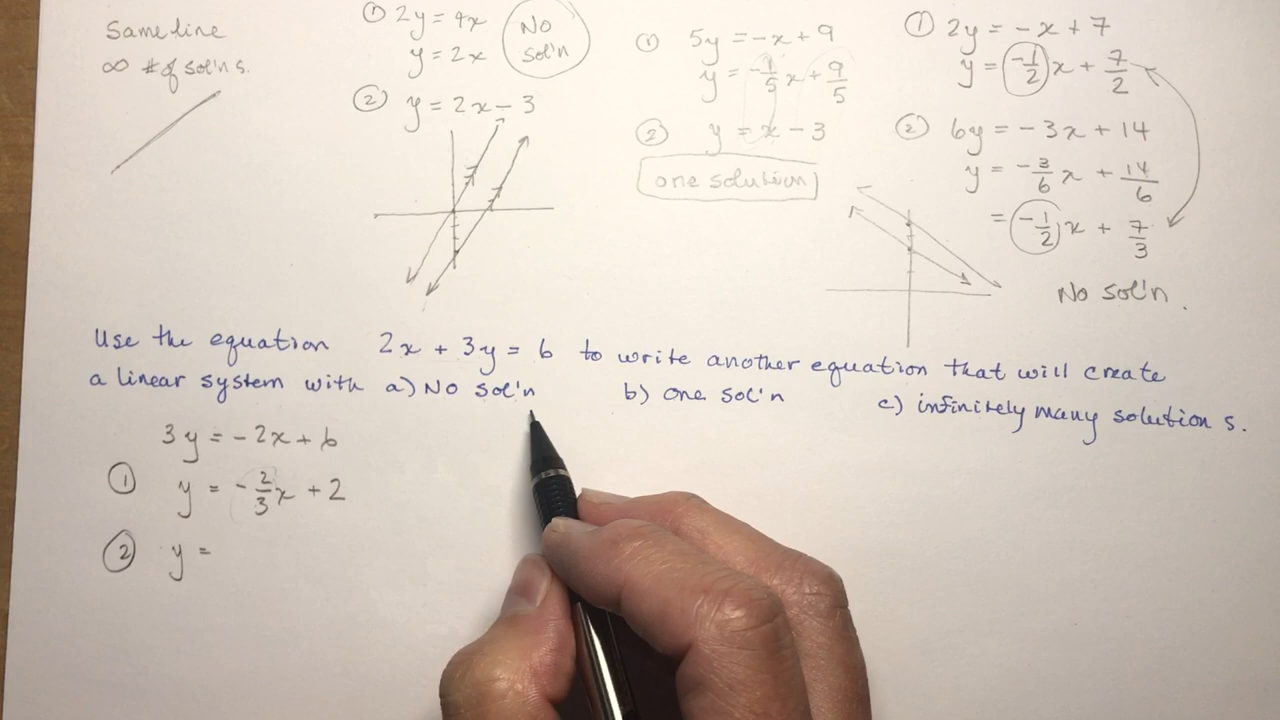 Same line
∞ # of sol'ns.
① 2y = 4x
y = 2x
No
sol'n
② y = 2x - 3
① 5y = -x + 9
y = -1/5 x + 9/5
② y = x - 3
one solution
① 2y = -x + 7
y = -1/2 x + 7/2
② 6y = -3x + 14
y = -3/6 x + 14/6
= -1/2 x + 7/3
No sol'n.
Use the equation 2x + 3y = 6 to write another equation that will create
a linear system with a) No sol'n b) one sol'n c) infinitely many solutions.
3y = -2x + 6
① y = -2/3 x + 2
② y =